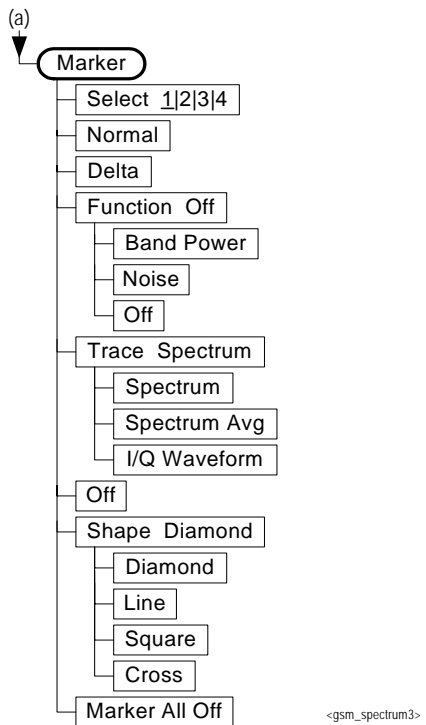 (a)
Marker
Select 1|2|3|4
Normal
Delta
Function Off
Band Power
Noise
Off
Trace Spectrum
Spectrum
Spectrum Avg
I/Q Waveform
Off
Shape Diamond
Diamond
Line
Square
Cross
Marker All Off
<gsm_spectrum3>